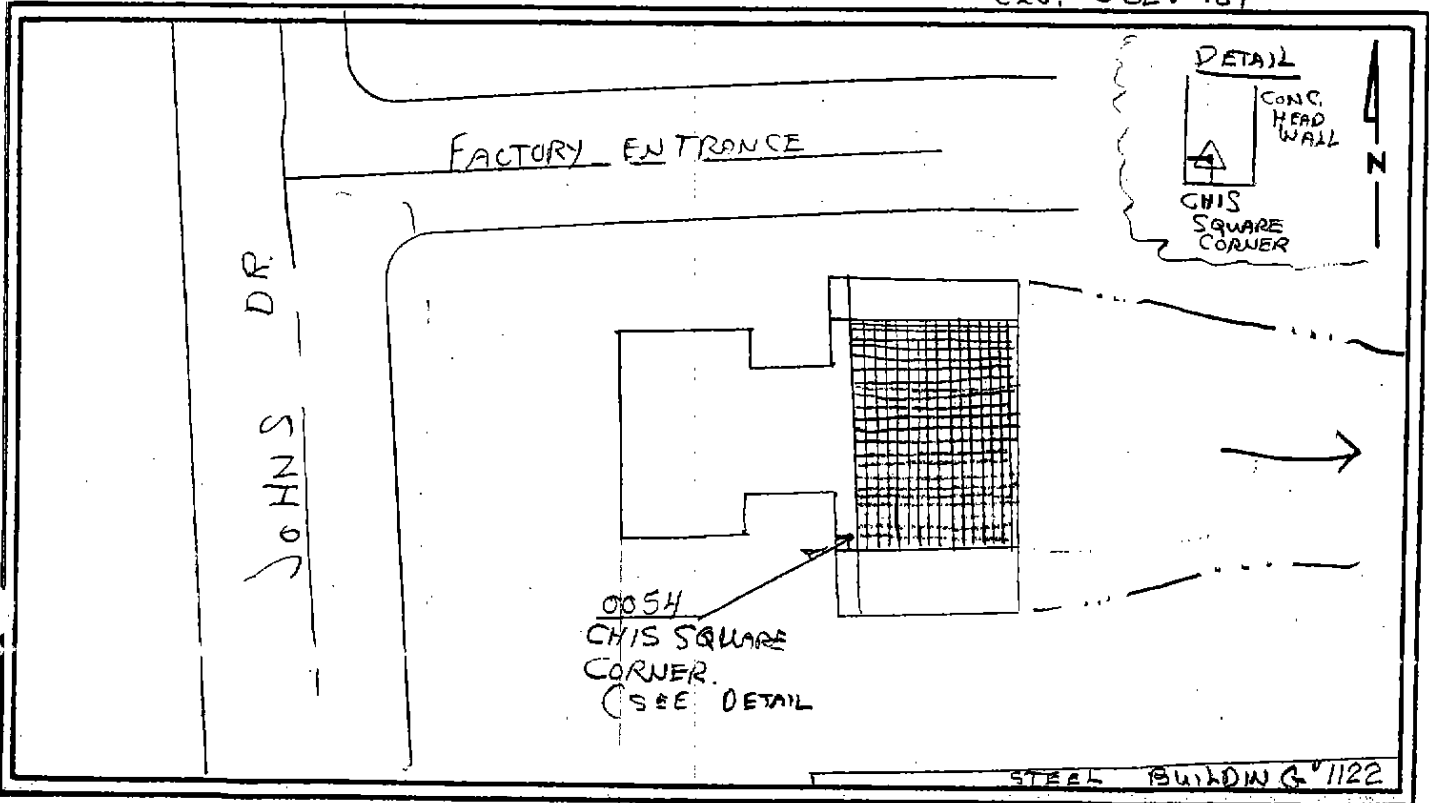 DETAIL
CONC.
HEAD
WALL
N
CHIS
SQUARE
CORNER
FACTORY ENTRANCE
JOHNS DR.
0054
CHIS SQUARE
CORNER.
(SEE DETAIL
STEEL BUILDING 1122